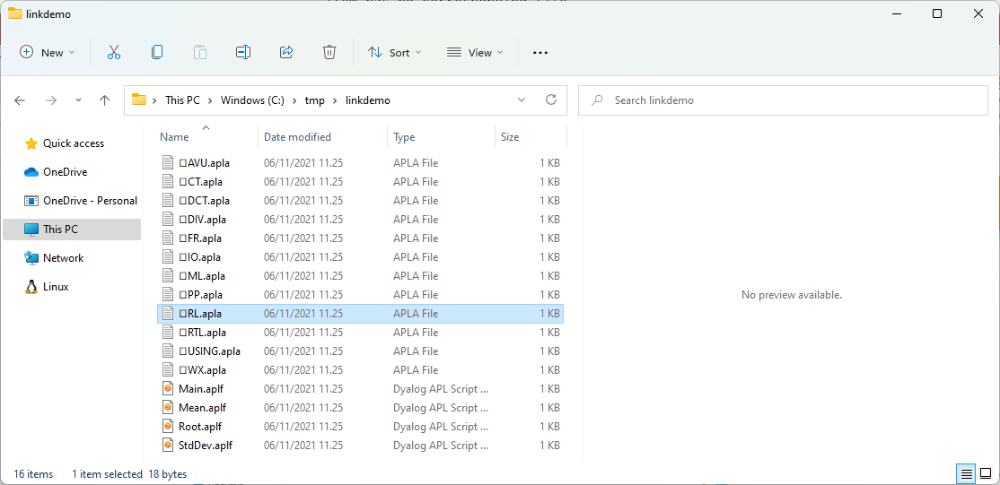 linkdemo
New
Sort
View
This PC
Windows (C:)
tmp
linkdemo
Search linkdemo
Quick access
OneDrive
OneDrive - Personal
This PC
Network
Linux
Name Date modified Type Size
⎕AVU.apla 06/11/2021 11.25 APLA File 1 KB
⎕CT.apla 06/11/2021 11.25 APLA File 1 KB
⎕DCT.apla 06/11/2021 11.25 APLA File 1 KB
⎕DIV.apla 06/11/2021 11.25 APLA File 1 KB
⎕FR.apla 06/11/2021 11.25 APLA File 1 KB
⎕IO.apla 06/11/2021 11.25 APLA File 1 KB
⎕ML.apla 06/11/2021 11.25 APLA File 1 KB
⎕PP.apla 06/11/2021 11.25 APLA File 1 KB
⎕RL.apla 06/11/2021 11.25 APLA File 1 KB
⎕RTL.apla 06/11/2021 11.25 APLA File 1 KB
⎕USING.apla 06/11/2021 11.25 APLA File 1 KB
⎕WX.apla 06/11/2021 11.25 APLA File 1 KB
Main.aplf 06/11/2021 11.25 Dyalog APL Script ... 1 KB
Mean.aplf 06/11/2021 11.25 Dyalog APL Script ... 1 KB
Root.aplf 06/11/2021 11.25 Dyalog APL Script ... 1 KB
StdDev.aplf 06/11/2021 11.25 Dyalog APL Script ... 1 KB
No preview available.
16 items 1 item selected 18 bytes